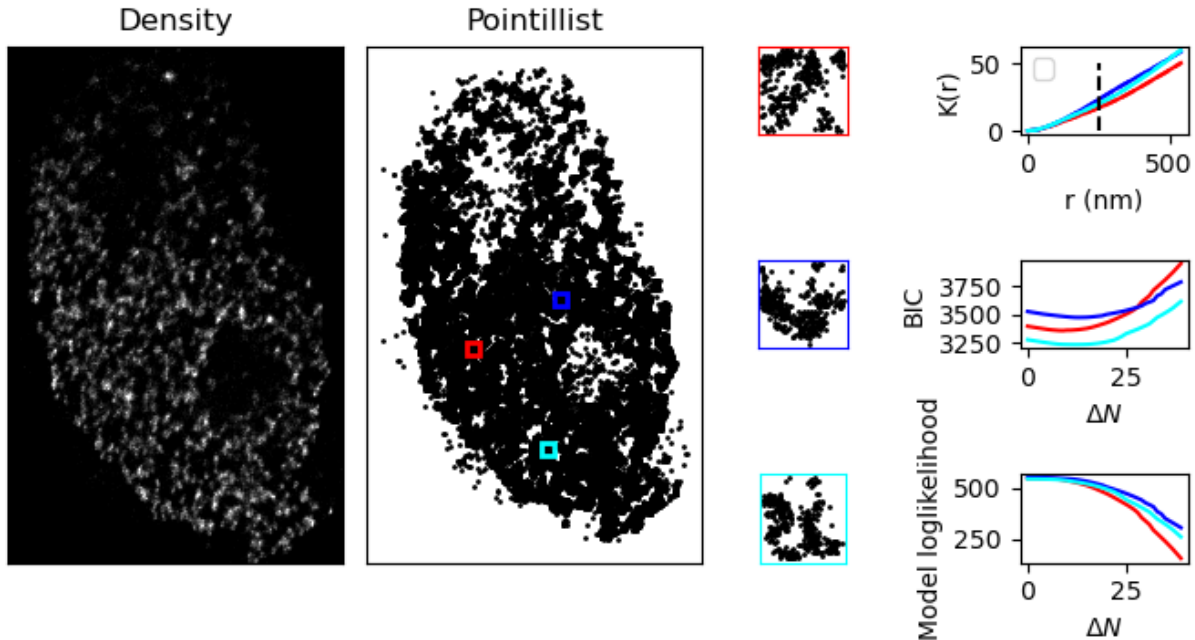 Density
Pointillist
K(r)
50
0
0
500
r (nm)
BIC
3750
3500
3250
0
25
ΔN
Model loglikelihood
500
250
0
25
ΔN